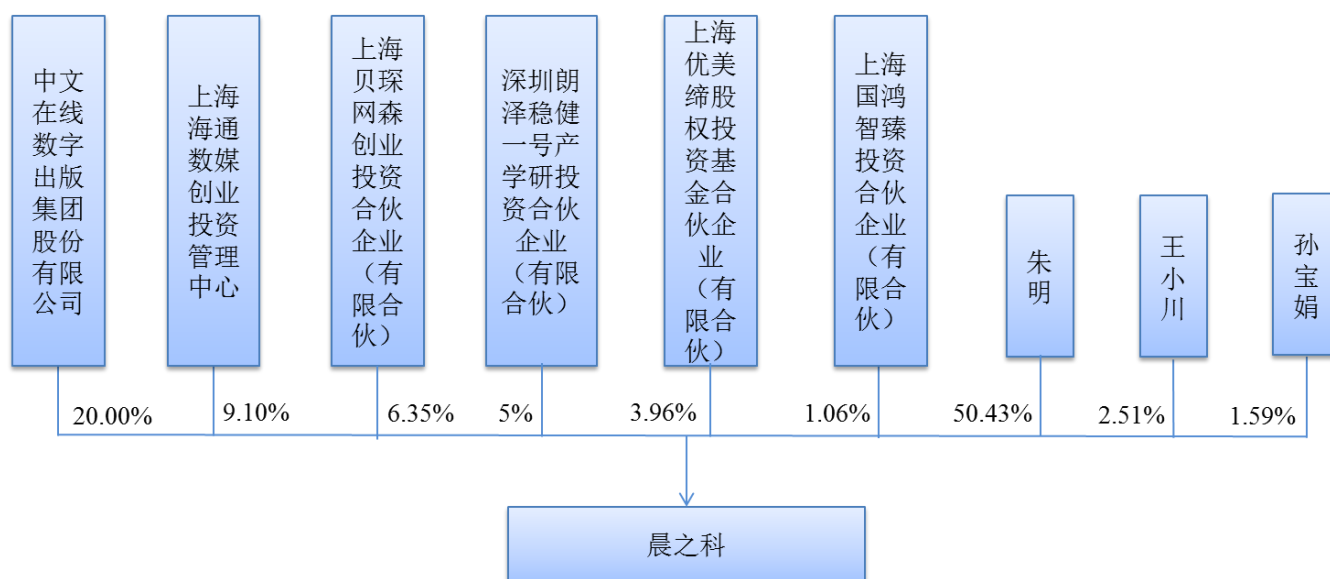 中文
在线
数字
出版
集团
股份
有限
公司
上海
海通
数媒
创业
投资
管理
中心
上海
贝琛
网森
创业
投资
合伙
企业
（有
限合
伙）
深圳朗
泽稳健
一号产
学研投
资合伙
企业
（有限
合伙）
上海
优美
缔股
权投
资基
金合
伙企
业
（有
限合
伙）
上海
国鸿
智臻
投资
合伙
企业
（有
限合
伙）
朱
明
王
小
川
孙
宝
娟
20.00%
9.10%
6.35%
5%
3.96%
1.06%
50.43%
2.51%
1.59%
晨之科